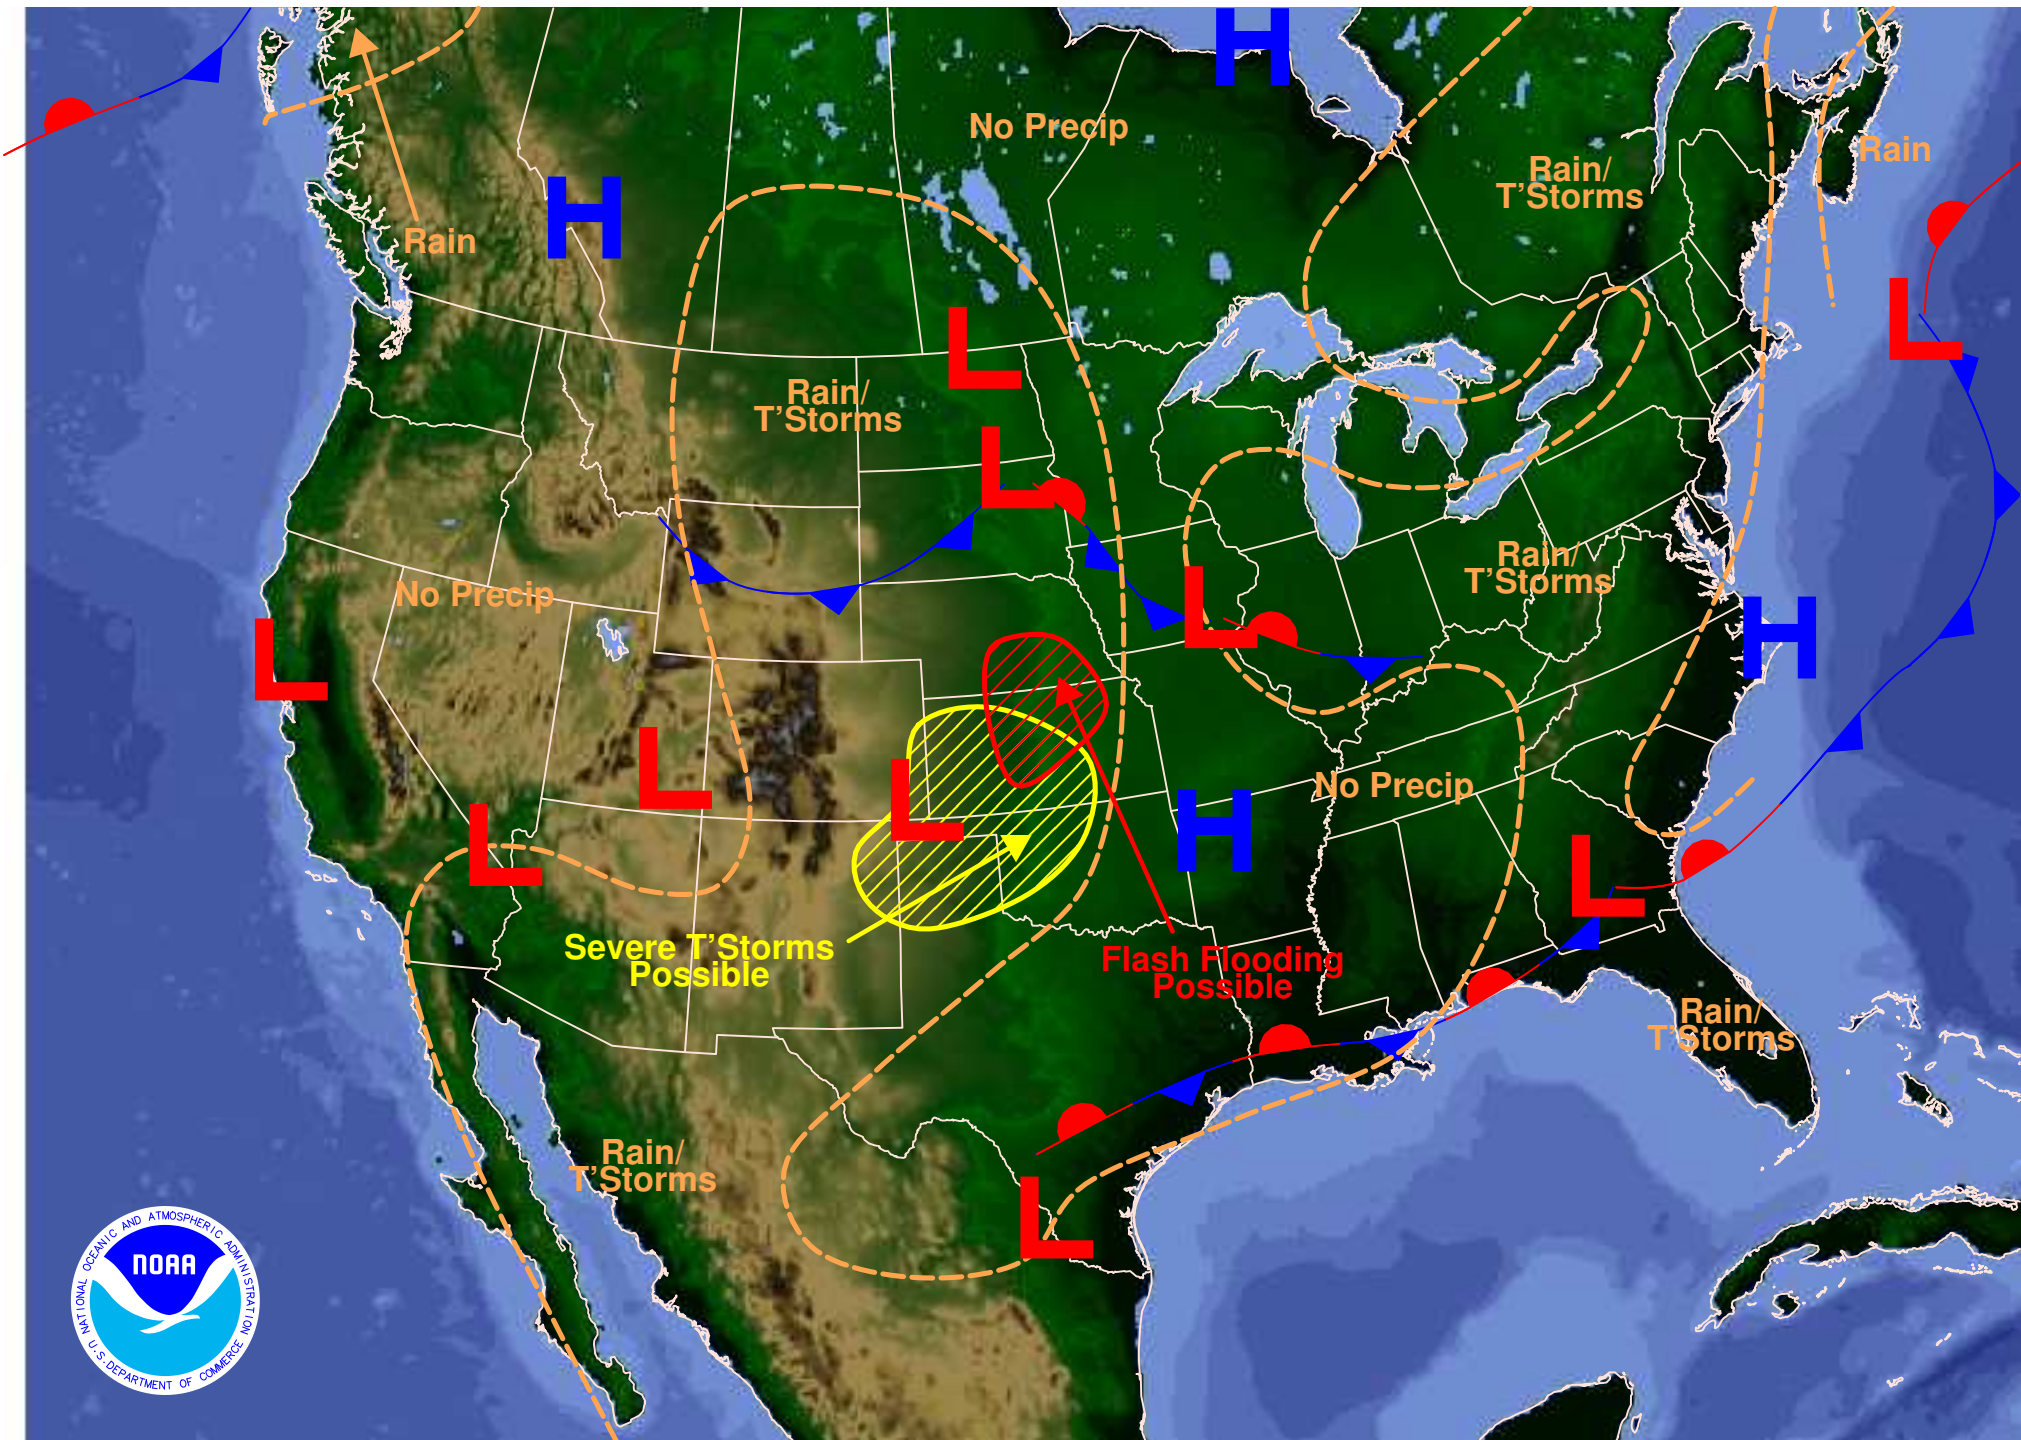 H
No Precip
Rain/
T'Storms
Rain
H
Rain
L
L
Rain/
T'Storms
L
L
Rain/
T'Storms
No Precip
L
H
L
L
No Precip
L
H
L
L
Severe T'Storms
Possible
Flash Flooding
Possible
Rain/
T'Storms
Rain/
T'Storms
L
NATIONAL OCEANIC AND ATMOSPHERIC ADMINISTRATION
NOAA
U.S. DEPARTMENT OF COMMERCE